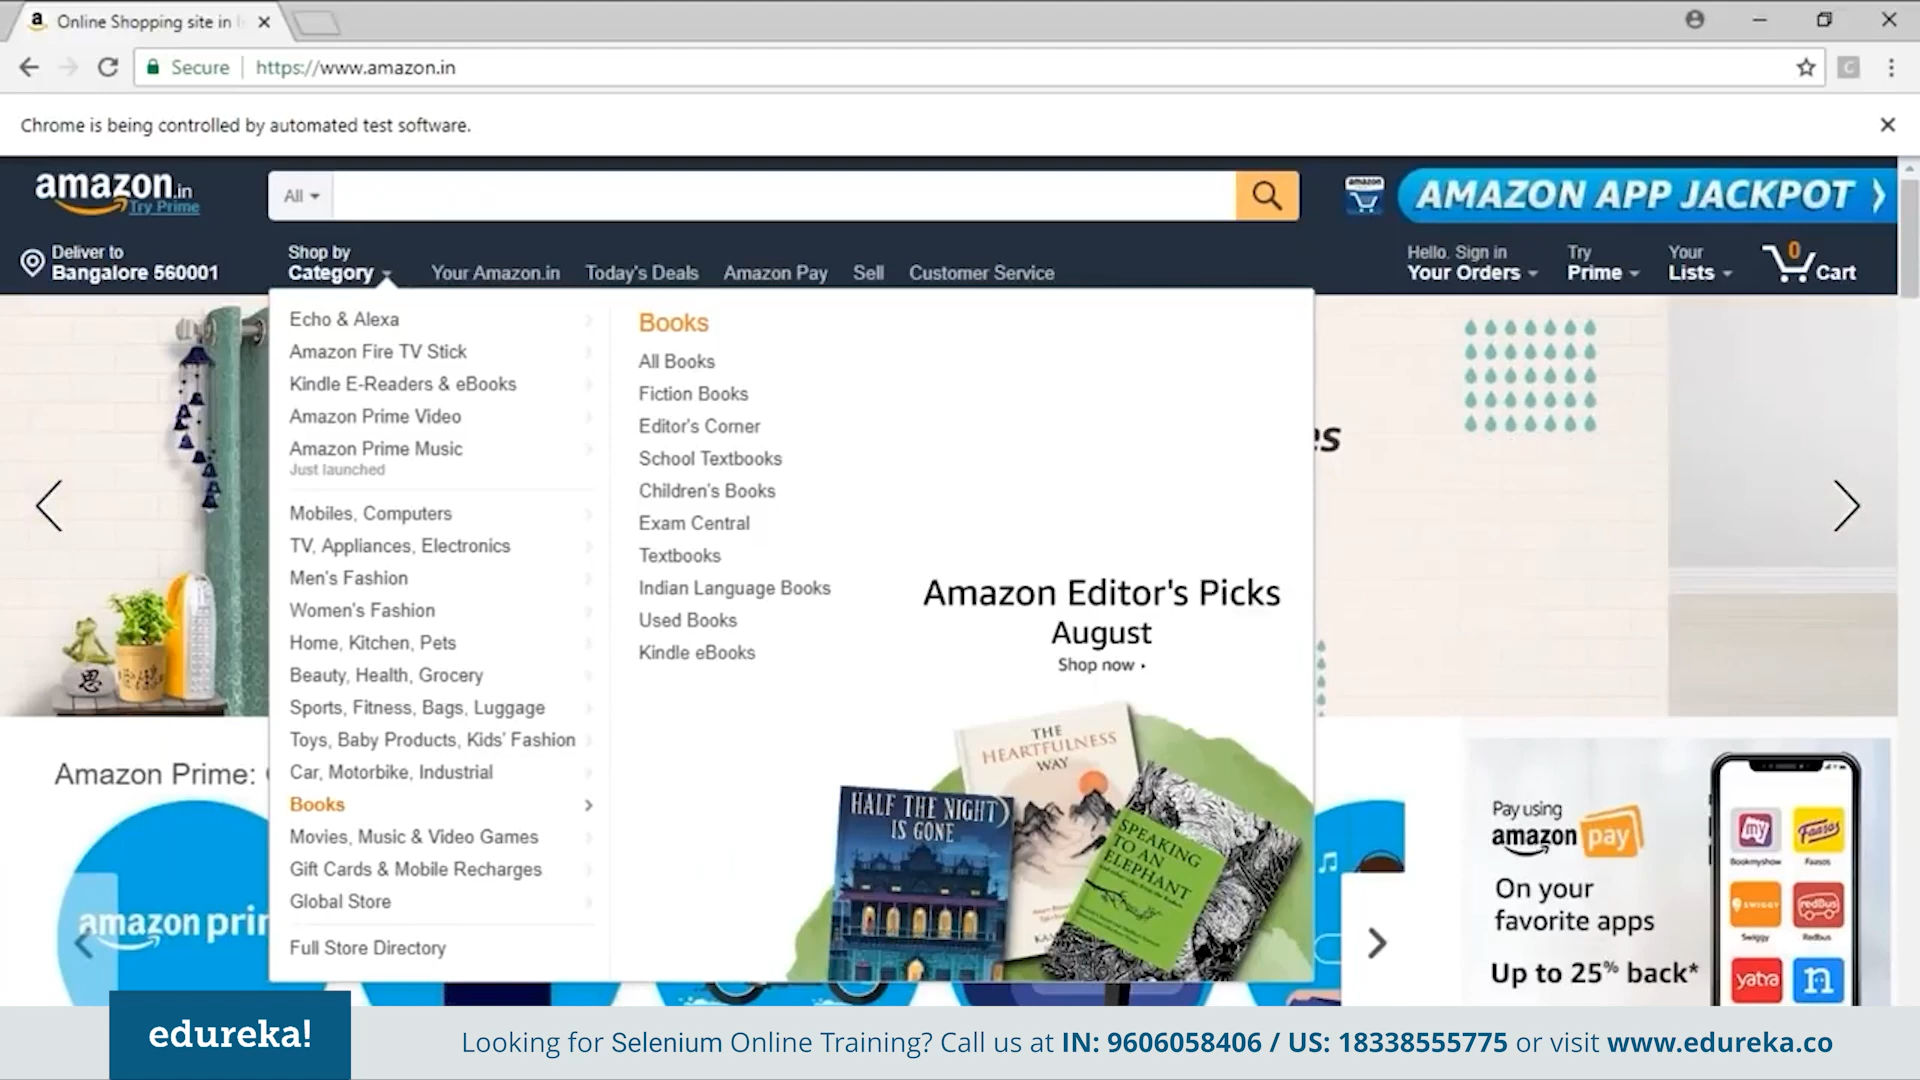 Online Shopping site in
Secure https://www.amazon.in
Chrome is being controlled by automated test software.
amazon.in
Try Prime
All
AMAZON APP JACKPOT
Deliver to
Bangalore 560001
Shop by
Category
Your Amazon.in
Today's Deals
Amazon Pay
Sell
Customer Service
Hello. Sign in
Your Orders
Try
Prime
Your
Lists
0
Cart
Echo & Alexa
Amazon Fire TV Stick
Kindle E-Readers & eBooks
Amazon Prime Video
Amazon Prime Music
Just launched
Mobiles, Computers
TV, Appliances, Electronics
Men's Fashion
Women's Fashion
Home, Kitchen, Pets
Beauty, Health, Grocery
Sports, Fitness, Bags, Luggage
Toys, Baby Products, Kids' Fashion
Car, Motorbike, Industrial
Books
Movies, Music & Video Games
Gift Cards & Mobile Recharges
Global Store
Full Store Directory
Books
All Books
Fiction Books
Editor's Corner
School Textbooks
Children's Books
Exam Central
Textbooks
Indian Language Books
Used Books
Kindle eBooks
Amazon Editor's Picks
August
Shop now
THE
HEARTFULNESS
WAY
HALF THE NIGHT
IS GONE
SPEAKING
TO AN
ELEPHANT
Amazon Prime:
amazon prin
Pay using
amazon pay
On your
favorite apps
Up to 25% back*
my
Bookmyshow
Faasos
Faasos
SWIGGY
Swiggy
redBus
Redbus
yatra
n
edureka!
Looking for Selenium Online Training? Call us at IN: 9606058406 / US: 18338555775 or visit www.edureka.co